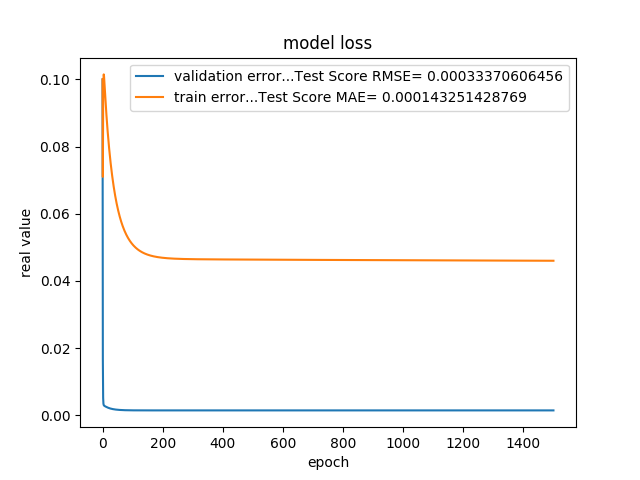 model loss
validation error...Test Score RMSE= 0.00033370606456
train error...Test Score MAE= 0.000143251428769
real value
0.10
0.08
0.06
0.04
0.02
0.00
0 200 400 600 800 1000 1200 1400
epoch